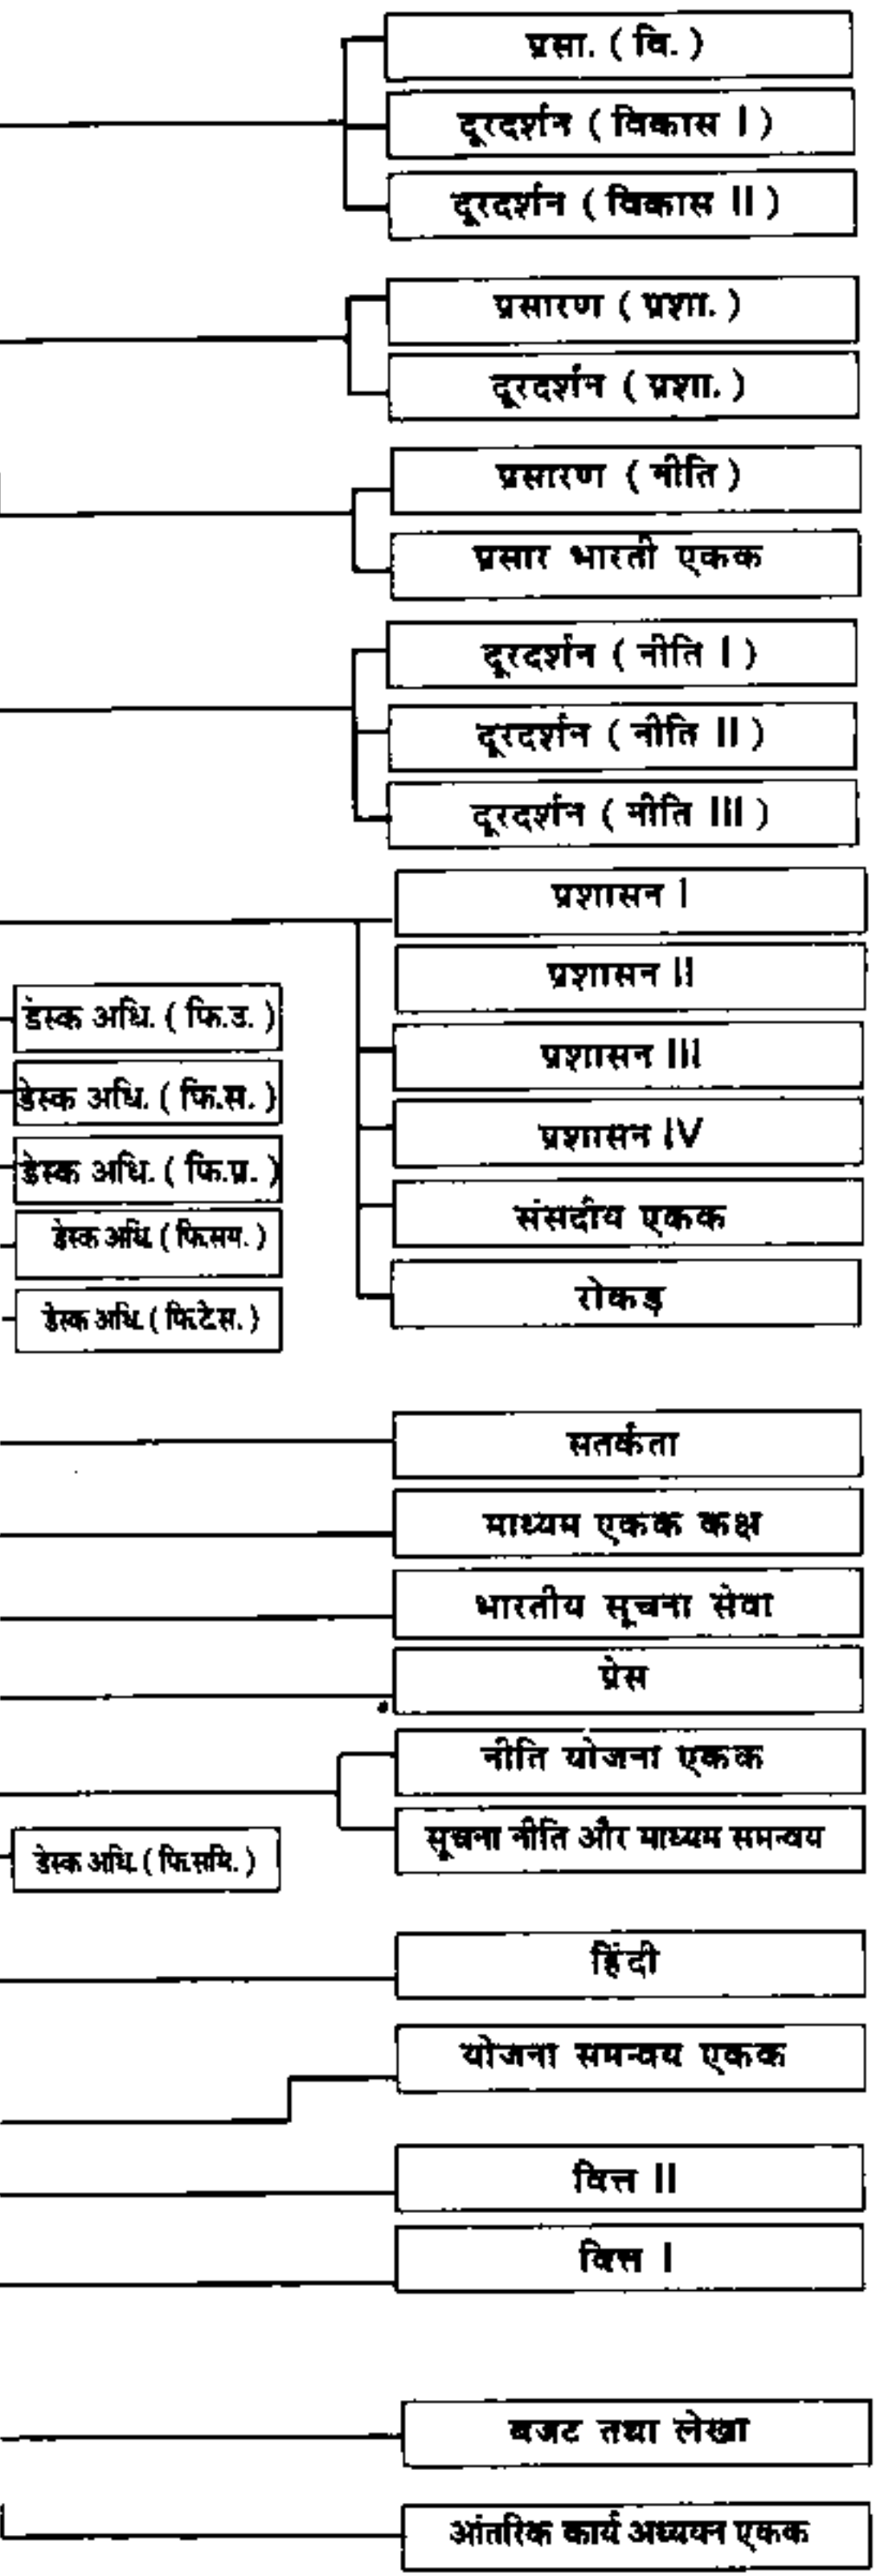 प्रसा. ( वि. )
दूरदर्शन ( विकास I )
दूरदर्शन ( विकास II )
प्रसारण ( प्रशा. )
दूरदर्शन ( प्रशा. )
प्रसारण ( नीति )
प्रसार भारती एकक
दूरदर्शन ( नीति I )
दूरदर्शन ( नीति II )
दूरदर्शन ( नीति III )
प्रशासन I
प्रशासन II
डेस्क अधि. ( फि.उ. )
प्रशासन III
डेस्क अधि. ( फि.स. )
प्रशासन IV
डेस्क अधि. ( फि.प्र. )
संसदीय एकक
डेस्क अधि. ( फि.सय. )
रोकड़
डेस्क अधि. ( फि.टे.स. )
सतर्कता
माध्यम एकक कक्ष
भारतीय सूचना सेवा
प्रेस
नीति योजना एकक
सूचना नीति और माध्यम समन्वय
डेस्क अधि. ( फि.समि. )
हिंदी
योजना समन्वय एकक
वित्त II
वित्त I
बजट तथा लेखा
आंतरिक कार्य अध्ययन एकक